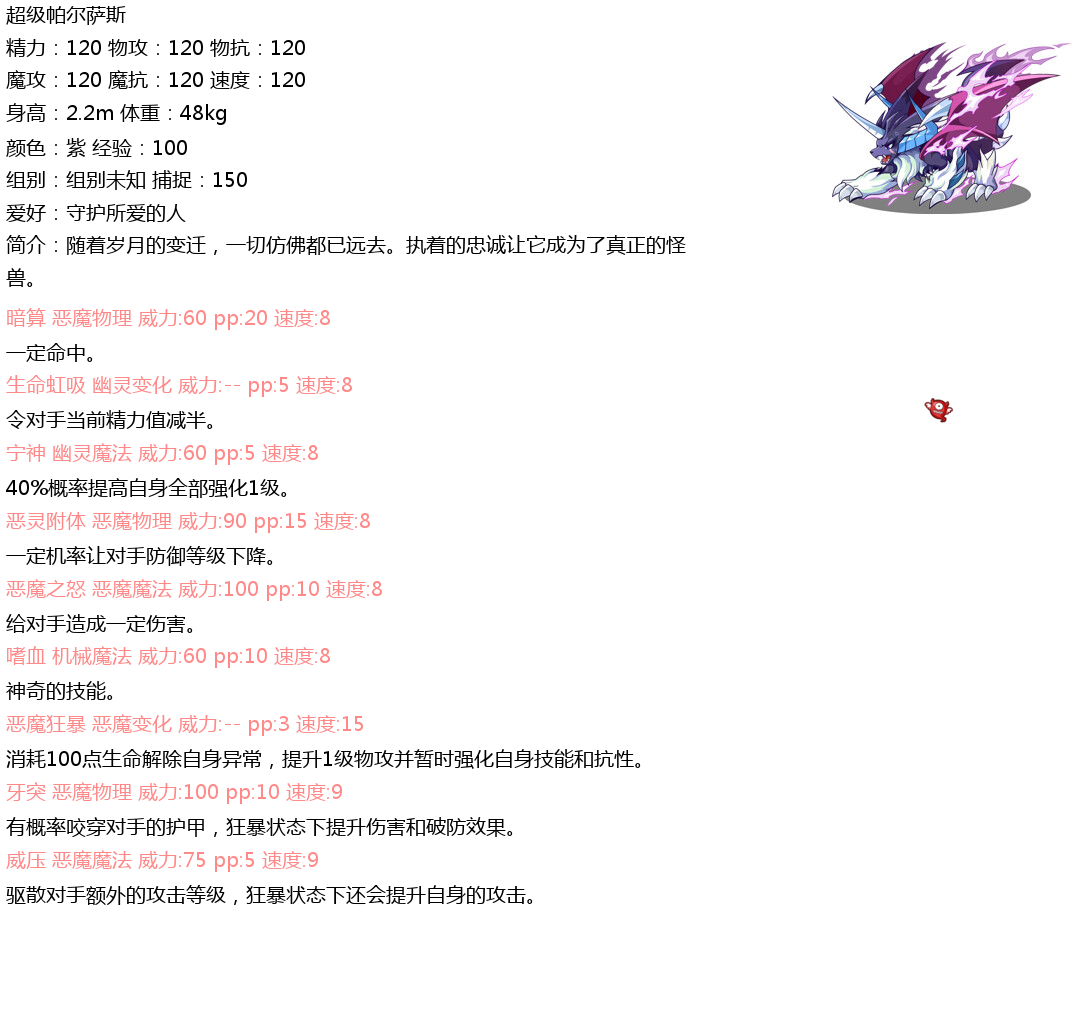 超级帕尔萨斯
精力：120 物攻：120 物抗：120
魔攻：120 魔抗：120 速度：120
身高：2.2m 体重：48kg
颜色：紫 经验：100
组别：组别未知 捕捉：150
爱好：守护所爱的人
简介：随着岁月的变迁，一切仿佛都已远去。执着的忠诚让它成为了真正的怪
兽。
暗算 恶魔物理 威力:60 pp:20 速度:8
一定命中。
生命虹吸 幽灵变化 威力:-- pp:5 速度:8
令对手当前精力值减半。
宁神 幽灵魔法 威力:60 pp:5 速度:8
40%概率提高自身全部强化1级。
恶灵附体 恶魔物理 威力:90 pp:15 速度:8
一定机率让对手防御等级下降。
恶魔之怒 恶魔魔法 威力:100 pp:10 速度:8
给对手造成一定伤害。
嗜血 机械魔法 威力:60 pp:10 速度:8
神奇的技能。
恶魔狂暴 恶魔变化 威力:-- pp:3 速度:15
消耗100点生命解除自身异常，提升1级物攻并暂时强化自身技能和抗性。
牙突 恶魔物理 威力:100 pp:10 速度:9
有概率咬穿对手的护甲，狂暴状态下提升伤害和破防效果。
威压 恶魔魔法 威力:75 pp:5 速度:9
驱散对手额外的攻击等级，狂暴状态下还会提升自身的攻击。